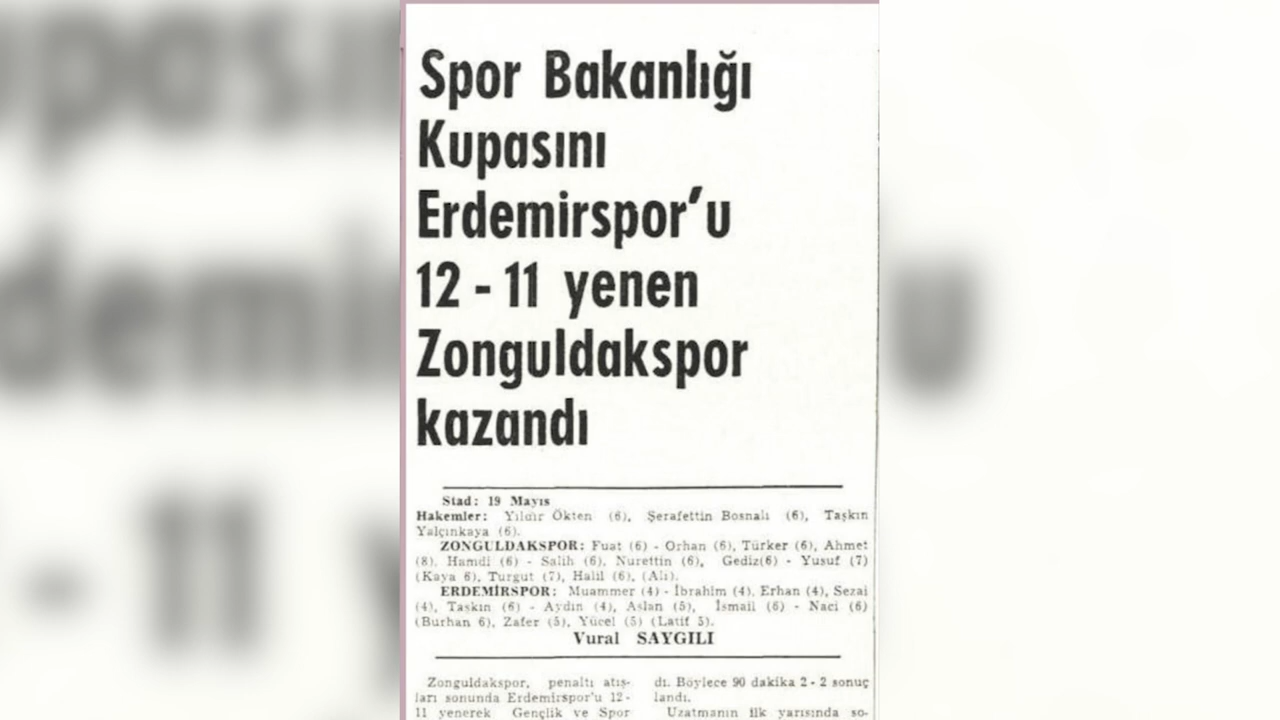 Spor Bakanlığı
Kupasını
Erdemirspor'u
12 - 11 yenen
Zonguldakspor
kazandı
Stad: 19 Mayıs
Hakemler: Yıldır Ökten (6), Şerafettin Bosnalı (6), Taşkın
Yalçınkaya (6).
ZONGULDAKSPOR: Fuat (6) - Orhan (6), Türker (6), Ahmet
(8), Hamdi (6) - Salih (6), Nurettin (6), Gediz(6) - Yusuf (7)
(Kaya 6), Turgut (7), Halil (6), (Ali).
ERDEMİRSPOR: Muammer (4) - İbrahim (4), Erhan (4), Sezai
(4), Taşkın (6) - Aydın (4), Aslan (5), İsmail (6) - Naci (6)
(Burhan 6), Zafer (5), Yücel (5) (Latif 5).
Vural SAYGILI
Zonguldakspor, penaltı atış-
ları sonunda Erdemirspor'u 12-
11 yenerek Gençlik ve Spor
dı. Böylece 90 dakika 2 - 2 sonuç
landı.
Uzatmanın ilk yarısında so-